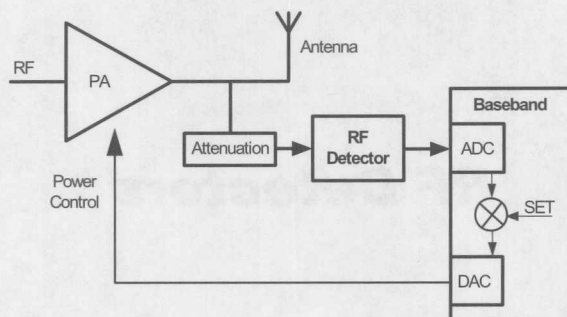 RF
PA
Antenna
Attenuation
RF
Detector
Baseband
ADC
SET
DAC
Power
Control